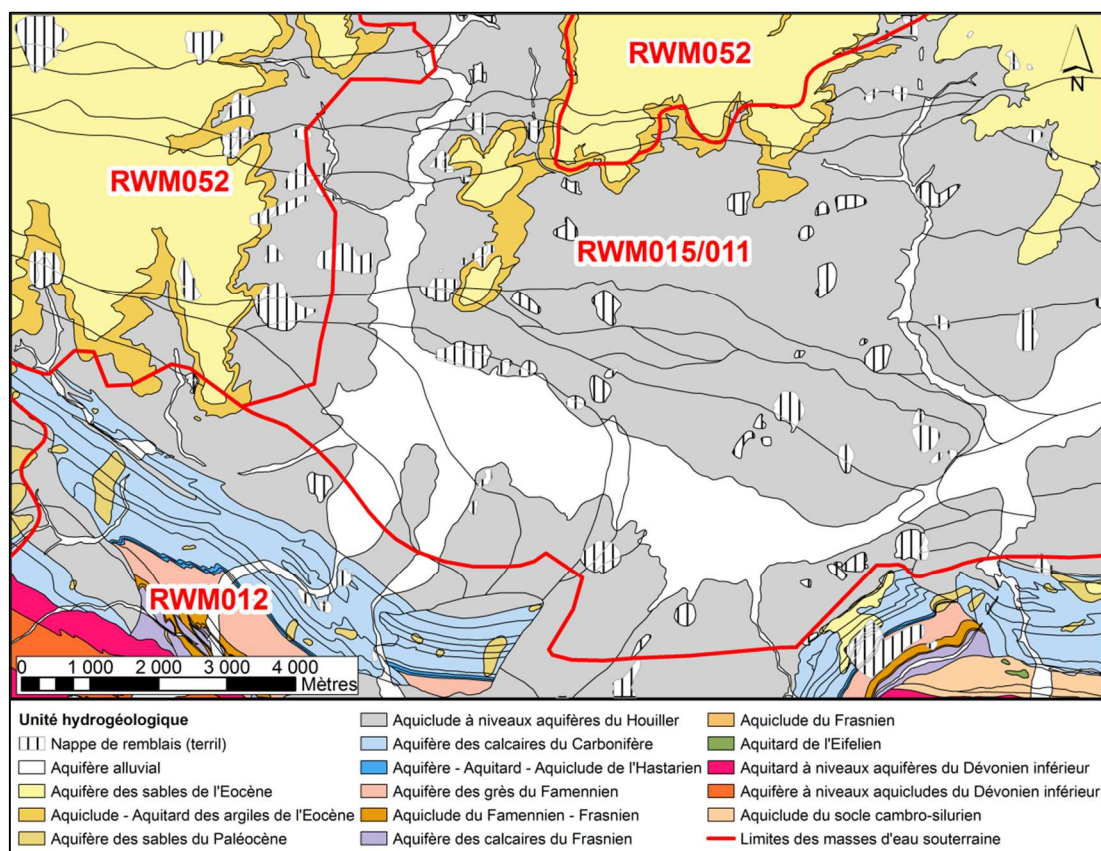 N
RWM052
RWM052
RWM015/011
RWM012
0 1 000 2 000 3 000 4 000
Mètres
Unité hydrogéologique
Nappe de remblais (terril)
Aquifère alluvial
Aquifère des sables de l'Eocène
Aquiclude - Aquitard des argiles de l'Eocène
Aquifère des sables du Paléocène
Aquiclude à niveaux aquifères du Houiller
Aquifère des calcaires du Carbonifère
Aquifère - Aquitard - Aquiclude de l'Hastarien
Aquifère des grès du Famennien
Aquiclude du Famennien - Frasnien
Aquifère des calcaires du Frasnien
Aquiclude du Frasnien
Aquitard de l'Eifelien
Aquitard à niveaux aquifères du Dévonien inférieur
Aquifère à niveaux aquicludes du Dévonien inférieur
Aquiclude du socle cambro-silurien
Limites des masses d'eau souterraine